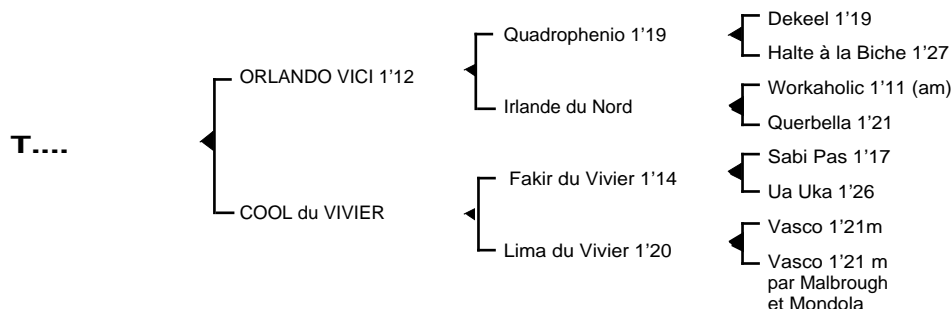 T....
ORLANDO VICI 1'12
COOL du VIVIER
Quadrophenio 1'19
Irlande du Nord
Fakir du Vivier 1'14
Lima du Vivier 1'20
Dekeel 1'19
Halte à la Biche 1'27
Workaholic 1'11 (am)
Querbella 1'21
Sabi Pas 1'17
Ua Uka 1'26
Vasco 1'21m
Vasco 1'21 m
par Malbrough
et Mondola